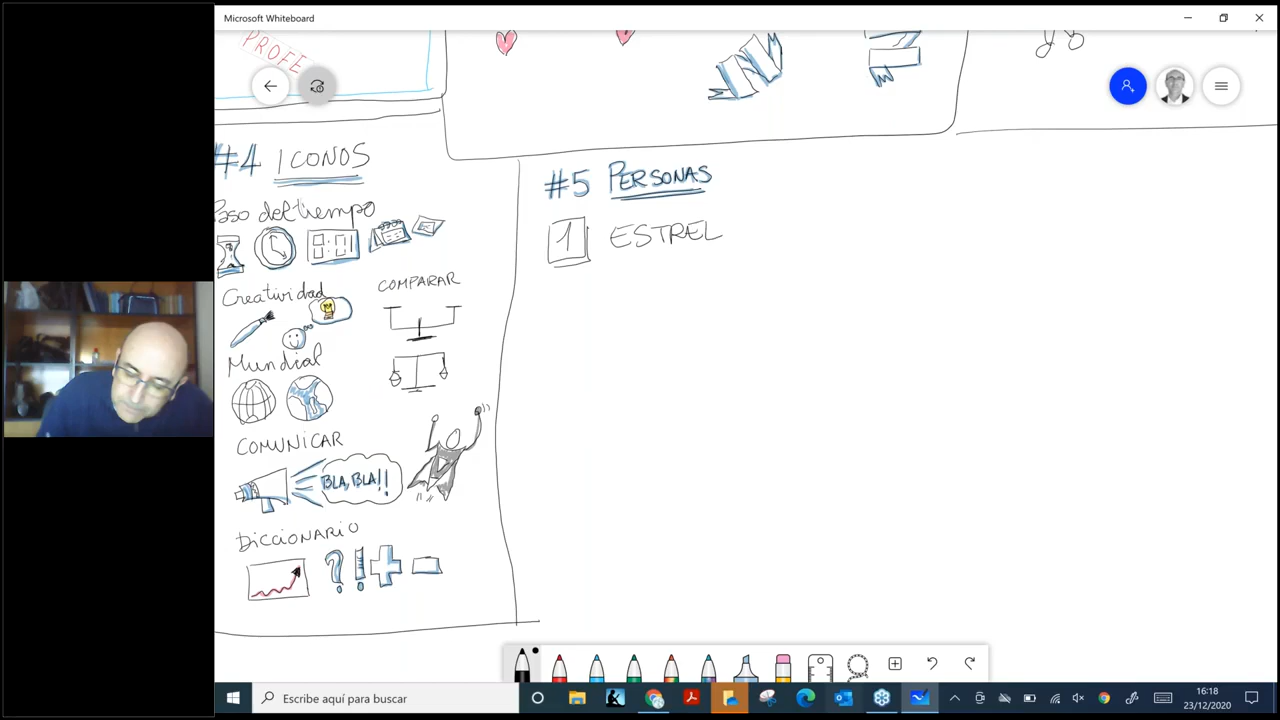 Microsoft Whiteboard
PROFE
#4 ICONOS
Paso del tiempo
0:01
Creatividad
COMPARAR
Mundial
COMUNICAR
BLA, BLA!!
DICCIONARIO
? ! + -
#5 PERSONAS
1 ESTREL
Escribe aquí para buscar
16:18
23/12/2020